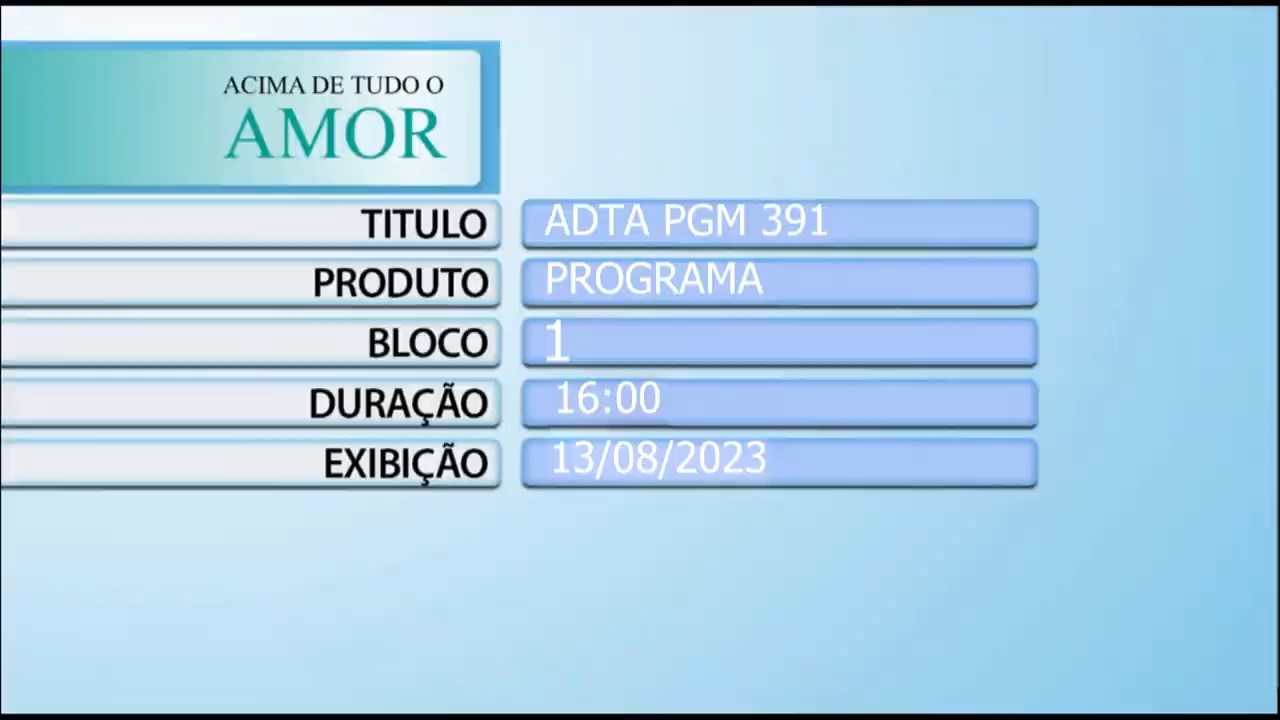 ACIMA DE TUDO O
AMOR
TITULO ADTA PGM 391
PRODUTO PROGRAMA
BLOCO 1
DURAÇÃO 16:00
EXIBIÇÃO 13/08/2023